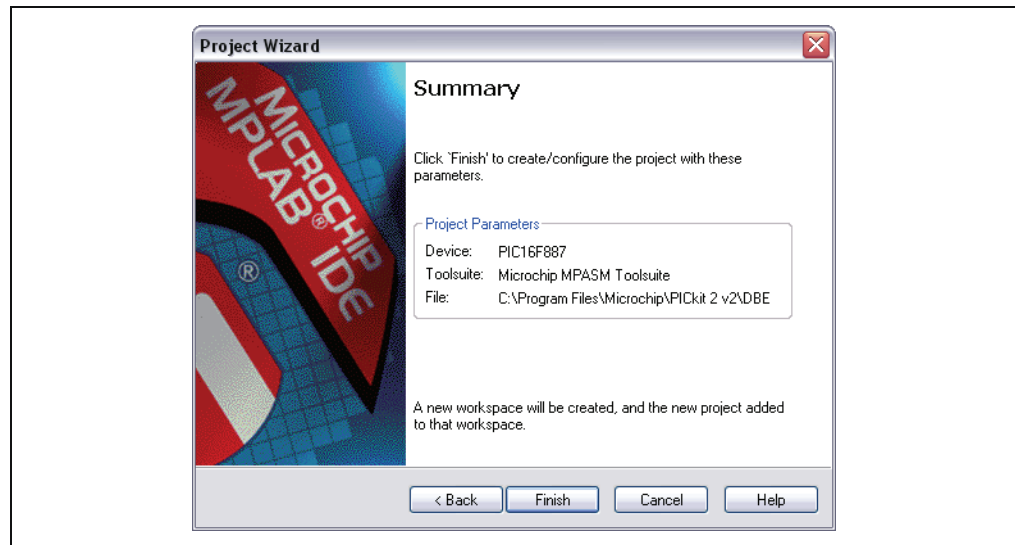 Project Wizard
MICROCHIP
MPLAB® IDE
®
Summary
Click `Finish' to create/configure the project with these
parameters.
Project Parameters
Device: PIC16F887
Toolsuite: Microchip MPASM Toolsuite
File: C:\Program Files\Microchip\PICkit 2 v2\DBE
A new workspace will be created, and the new project added
to that workspace.
< Back Finish Cancel Help